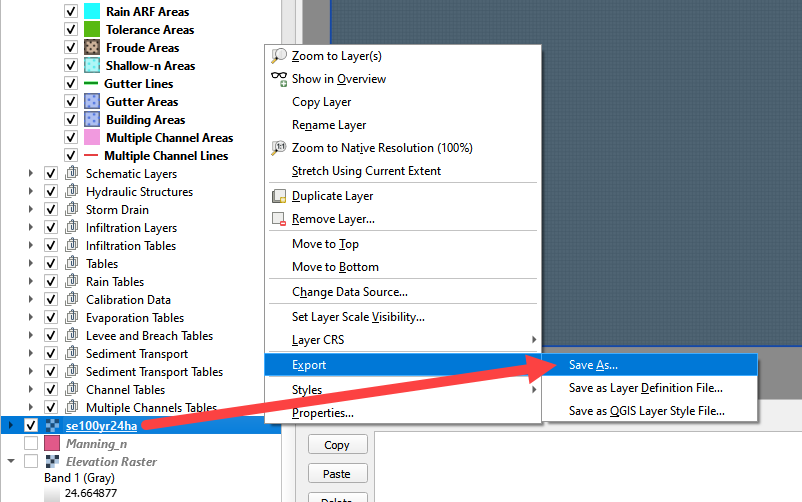 Rain ARF Areas
Tolerance Areas
Froude Areas
Shallow-n Areas
Gutter Lines
Gutter Areas
Building Areas
Multiple Channel Areas
Multiple Channel Lines
Schematic Layers
Hydraulic Structures
Storm Drain
Infiltration Layers
Infiltration Tables
Tables
Rain Tables
Calibration Data
Evaporation Tables
Levee and Breach Tables
Sediment Transport
Sediment Transport Tables
Channel Tables
Multiple Channels Tables
se100yr24ha
Manning_n
Elevation Raster
Band 1 (Gray)
24.664877
Zoom to Layer(s)
Show in Overview
Copy Layer
Rename Layer
Zoom to Native Resolution (100%)
Stretch Using Current Extent
Duplicate Layer
Remove Layer...
Move to Top
Move to Bottom
Change Data Source...
Set Layer Scale Visibility...
Layer CRS
Export
Styles
Properties...
Save As...
Save as Layer Definition File...
Save as QGIS Layer Style File...
Copy
Paste
Delete